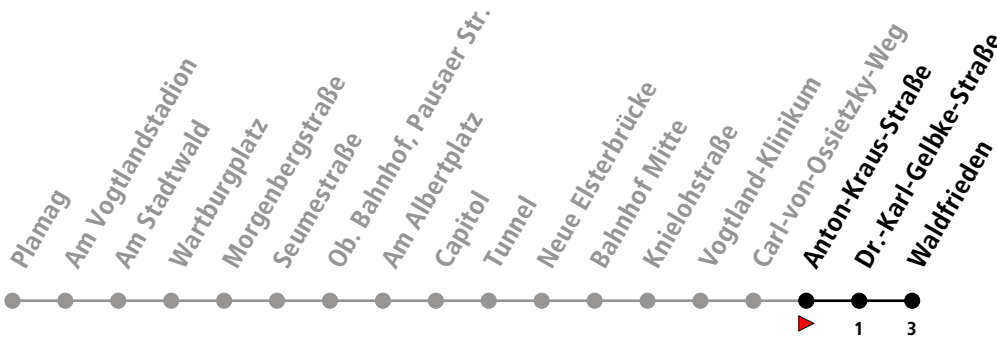 Plamag
Am Vogtlandstadion
Am Stadtwald
Wartburgplatz
Morgenbergstraße
Seumestraße
Ob. Bahnhof, Pausaer Str.
Am Albertplatz
Capitol
Tunnel
Neue Elsterbrücke
Bahnhof Mitte
Knielohstraße
Vogtland-Klinikum
Carl-von-Ossietzky-Weg
Anton-Kraus-Straße
Dr.-Karl-Gelbke-Straße
Waldfrieden
1 3